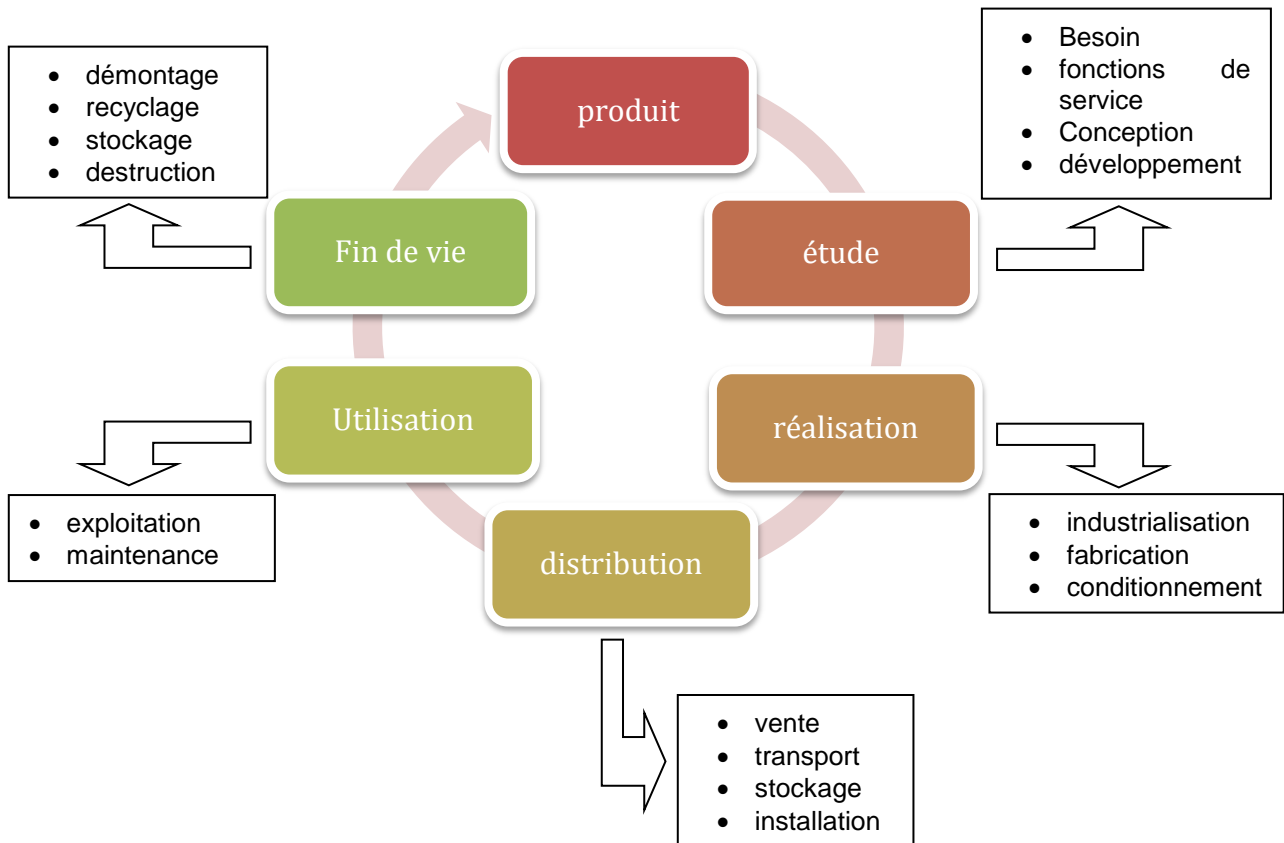 produit
étude
• Besoin
• fonctions de
service
• Conception
• développement
réalisation
• industrialisation
• fabrication
• conditionnement
distribution
• vente
• transport
• stockage
• installation
Utilisation
• exploitation
• maintenance
Fin de vie
• démontage
• recyclage
• stockage
• destruction